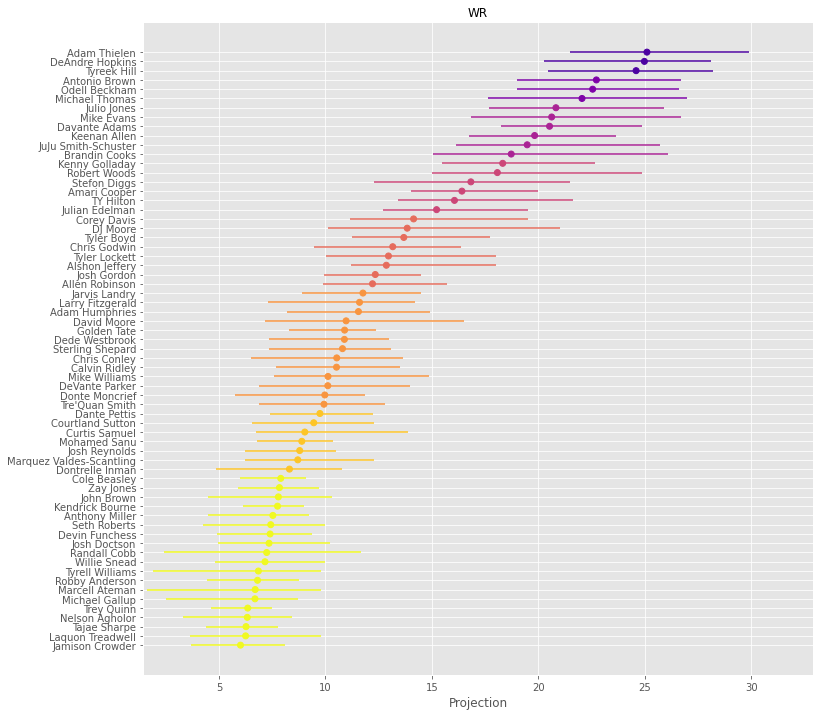 WR
Adam Thielen
DeAndre Hopkins
Tyreek Hill
Antonio Brown
Odell Beckham
Michael Thomas
Julio Jones
Mike Evans
Davante Adams
Keenan Allen
JuJu Smith-Schuster
Brandin Cooks
Kenny Golladay
Robert Woods
Stefon Diggs
Amari Cooper
TY Hilton
Julian Edelman
Corey Davis
DJ Moore
Tyler Boyd
Chris Godwin
Tyler Lockett
Alshon Jeffery
Josh Gordon
Allen Robinson
Jarvis Landry
Larry Fitzgerald
Adam Humphries
David Moore
Golden Tate
Dede Westbrook
Sterling Shepard
Chris Conley
Calvin Ridley
Mike Williams
DeVante Parker
Donte Moncrief
Tre'Quan Smith
Dante Pettis
Courtland Sutton
Curtis Samuel
Mohamed Sanu
Josh Reynolds
Marquez Valdes-Scantling
Dontrelle Inman
Cole Beasley
Zay Jones
John Brown
Kendrick Bourne
Anthony Miller
Seth Roberts
Devin Funchess
Josh Doctson
Randall Cobb
Willie Snead
Tyrell Williams
Robby Anderson
Marcell Ateman
Michael Gallup
Trey Quinn
Nelson Agholor
Tajae Sharpe
Laquon Treadwell
Jamison Crowder
5 10 15 20 25 30
Projection